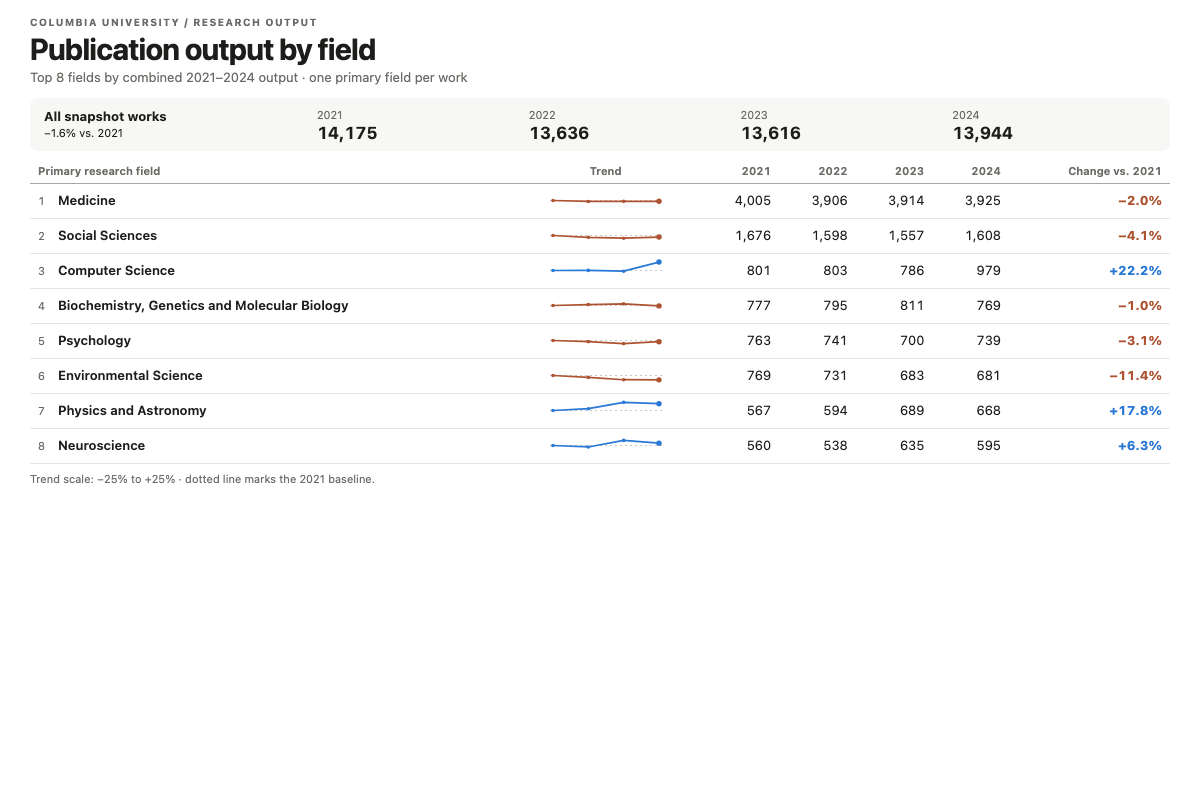 COLUMBIA UNIVERSITY / RESEARCH OUTPUT
Publication output by field
Top 8 fields by combined 2021–2024 output · one primary field per work
All snapshot works 2021 2022 2023 2024
−1.6% vs. 2021 14,175 13,636 13,616 13,944
Primary research field Trend 2021 2022 2023 2024 Change vs. 2021
1 Medicine 4,005 3,906 3,914 3,925 −2.0%
2 Social Sciences 1,676 1,598 1,557 1,608 −4.1%
3 Computer Science 801 803 786 979 +22.2%
4 Biochemistry, Genetics and Molecular Biology 777 795 811 769 −1.0%
5 Psychology 763 741 700 739 −3.1%
6 Environmental Science 769 731 683 681 −11.4%
7 Physics and Astronomy 567 594 689 668 +17.8%
8 Neuroscience 560 538 635 595 +6.3%
Trend scale: −25% to +25% · dotted line marks the 2021 baseline.